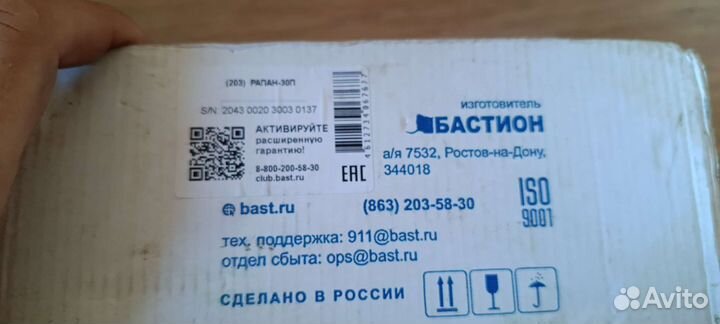 (203) РАПАН-30П
S/N: 2043 0020 3003 0137
АКТИВИРУЙТЕ
расширенную
гарантию!
8-800-200-58-30
club.bast.ru
4612734067637
EAC
изготовитель
БАСТИОН
а/я 7532, Ростов-на-Дону,
344018
bast.ru (863) 203-58-30
ISO
9001
тех. поддержка: 911@bast.ru
отдел сбыта: ops@bast.ru
СДЕЛАНО В РОССИИ
Avito